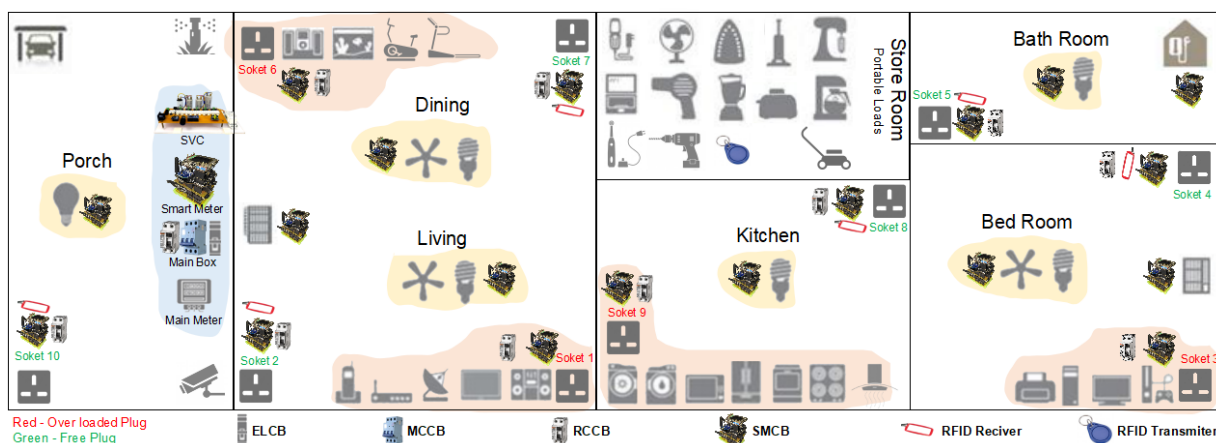 Soket 6
Soket 7
Dining
SVC
Porch
Smart Meter
Main Box
Main Meter
Living
Soket 10
Soket 2
Soket 1
Store Room
Portable Loads
Bath Room
Soket 5
Soket 4
Soket 8
Kitchen
Bed Room
Soket 9
Soket 3
Red - Over loaded Plug
Green - Free Plug
ELCB
MCCB
RCCB
SMCB
RFID Reciver
RFID Transmiter